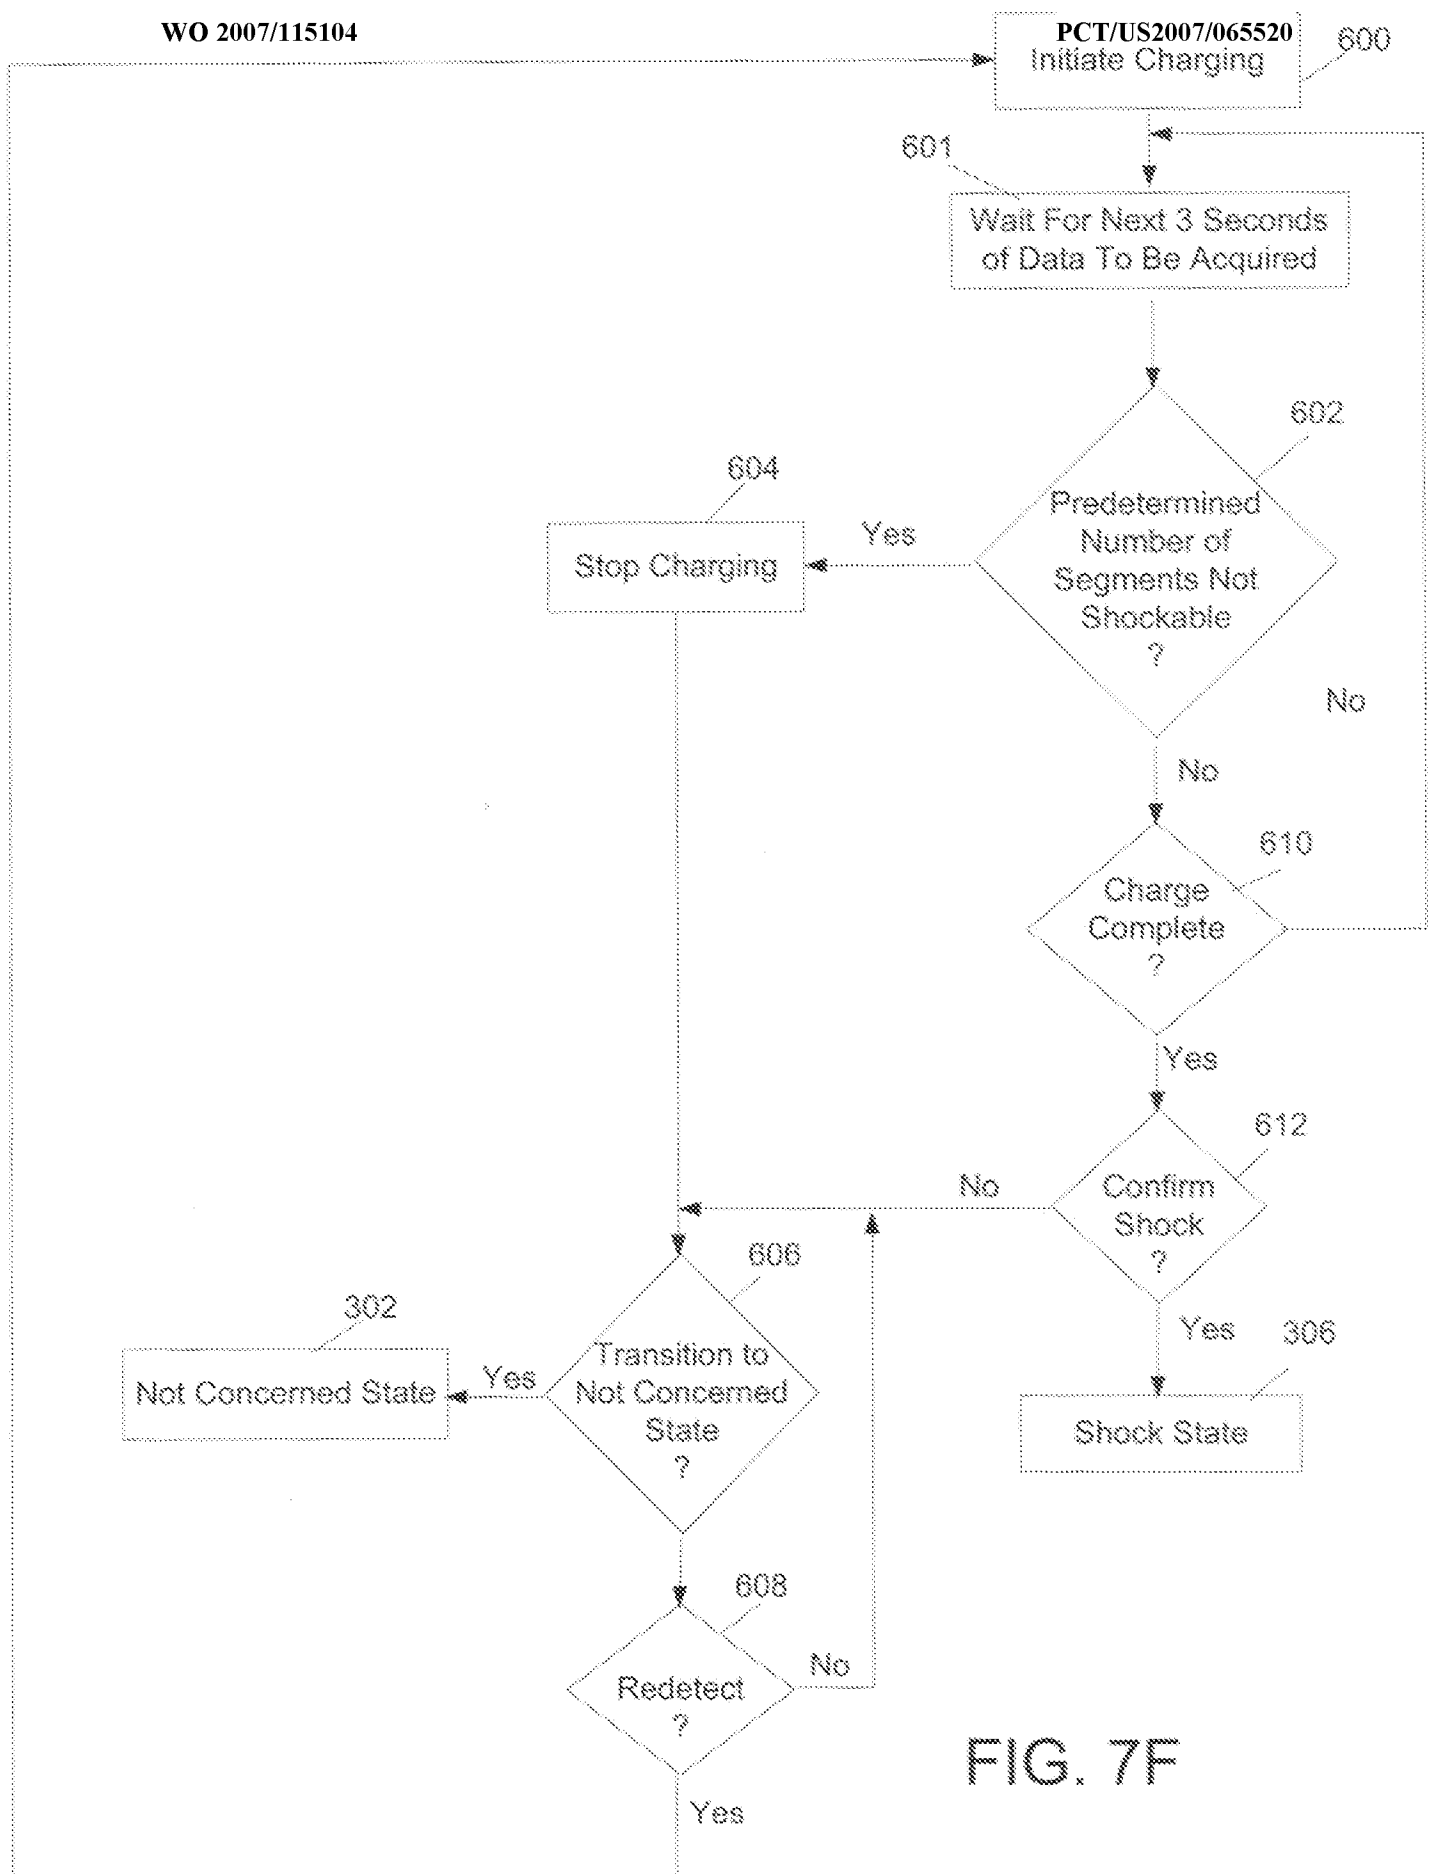 WO 2007/115104
PCT/US2007/065520
Initiate Charging
600
601
Wait For Next 3 Seconds
of Data To Be Acquired
602
Predetermined
Number of
Segments Not
Shockable
?
Yes
604
Stop Charging
No
No
610
Charge
Complete
?
Yes
612
Confirm
Shock
?
No
Yes
306
Shock State
606
Transition to
Not Concerned
State
?
Yes
302
Not Concerned State
608
Redetect
?
No
Yes
FIG. 7F